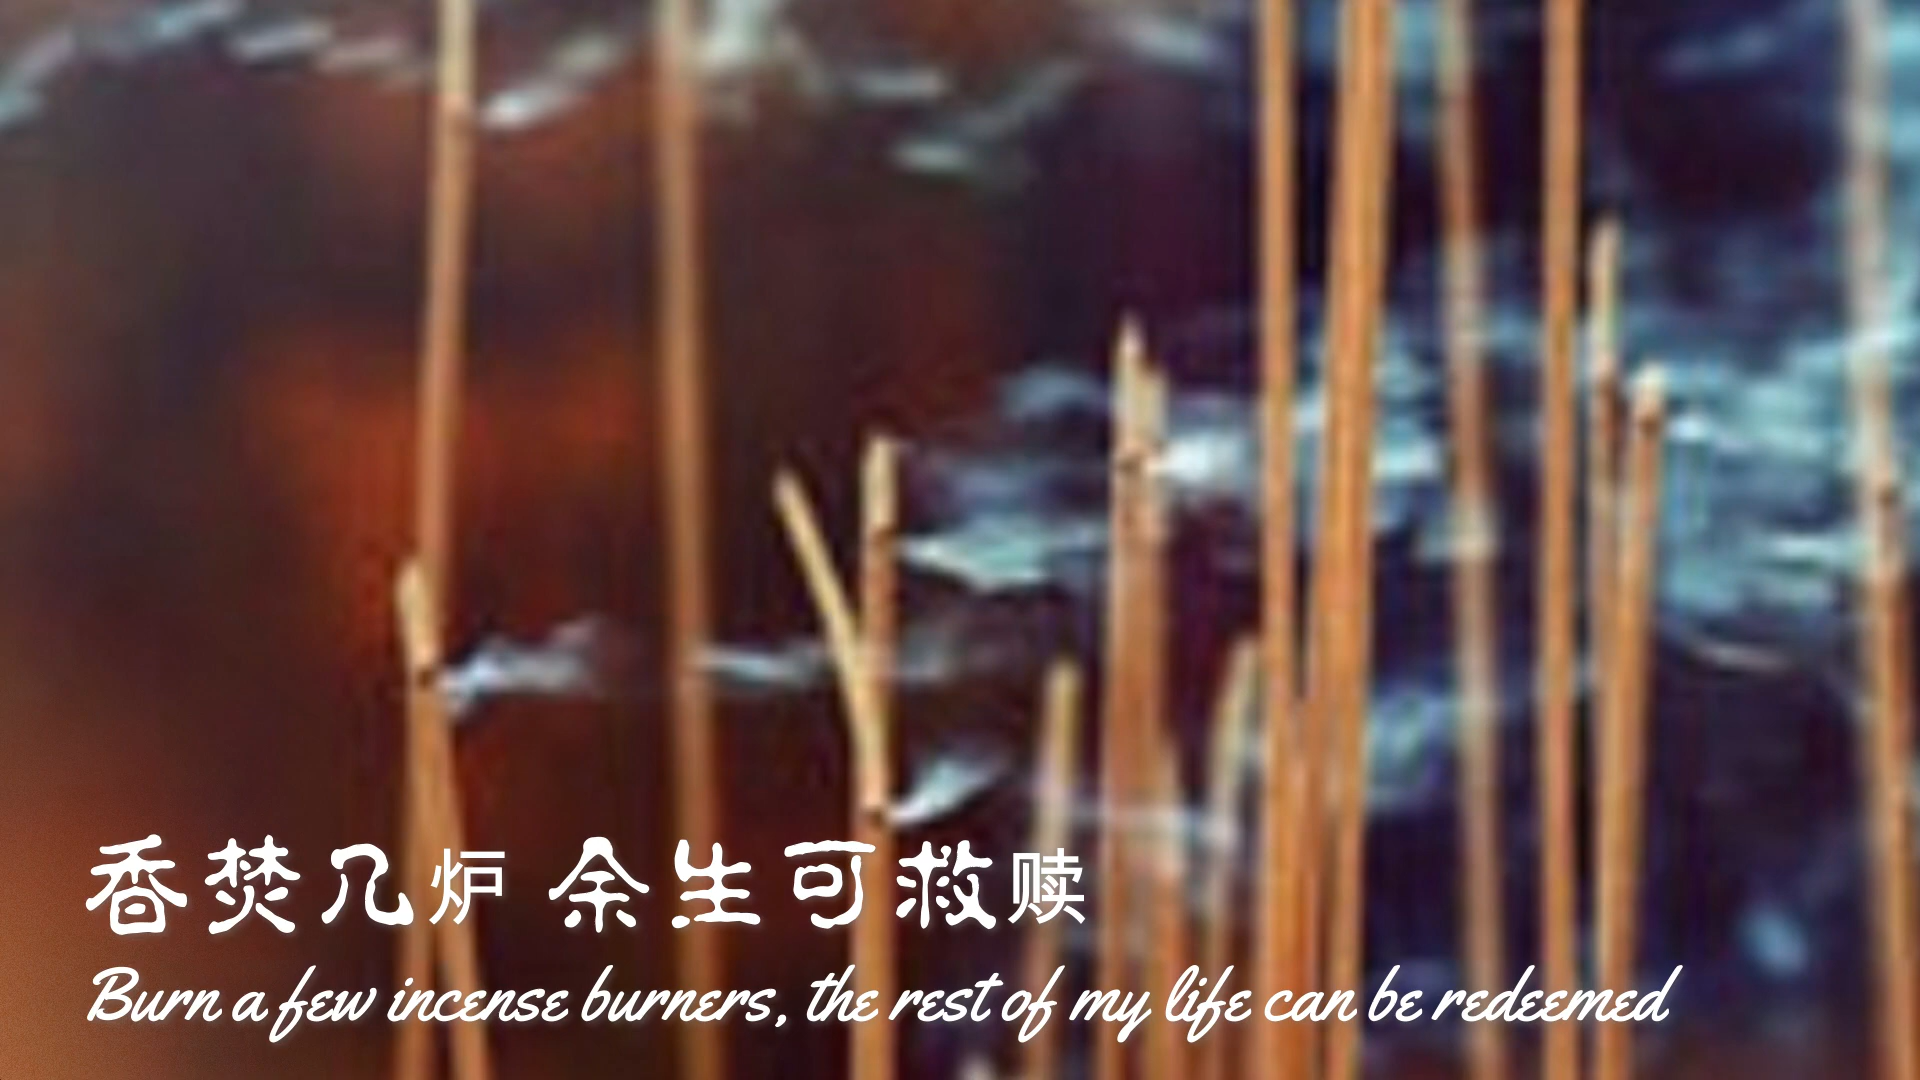 香焚几炉 余生可救赎
Burn a few incense burners, the rest of my life can be redeemed